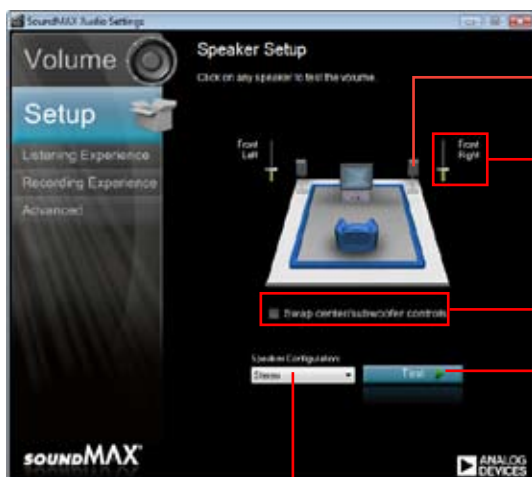 SoundMAX Audio Settings
Volume
Setup
Listening Experience
Recording Experience
Advanced
Speaker Setup
Click on any speaker to test the volume.
Front
Left
Front
Right
Swap center/subwoofer controls
Speaker Configuration:
Stereo
Test
SOUNDMAX
ANALOG
DEVICES